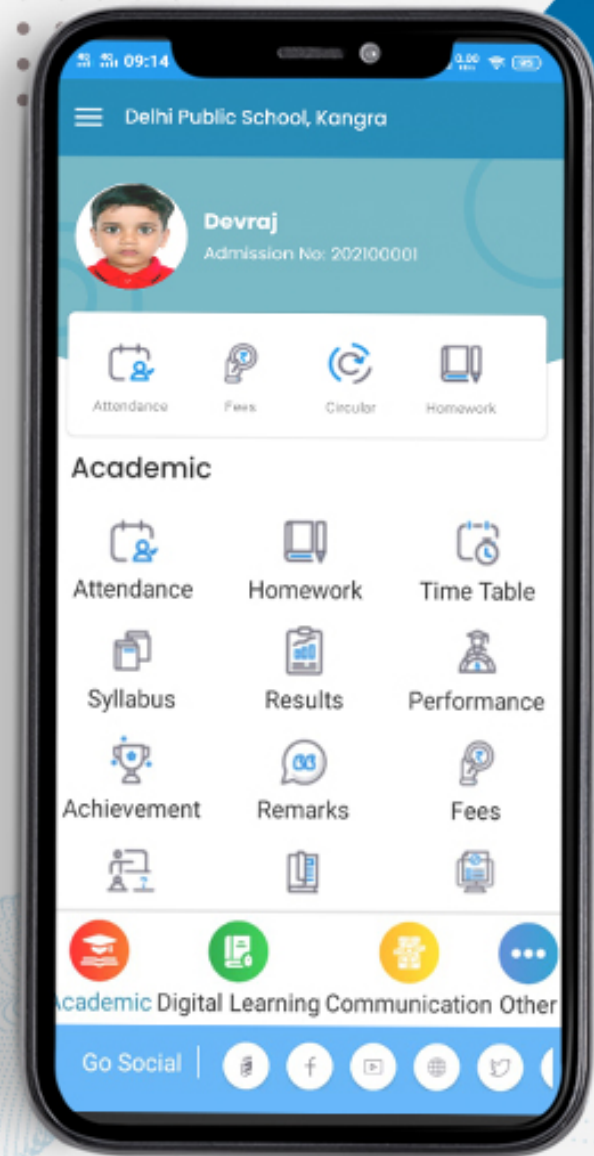 09:14
Delhi Public School, Kangra
Devraj
Admission No: 202100001
Attendance Fees Circular Homework
Academic
Attendance Homework Time Table
Syllabus Results Performance
Achievement Remarks Fees
Academic Digital Learning Communication Other
Go Social